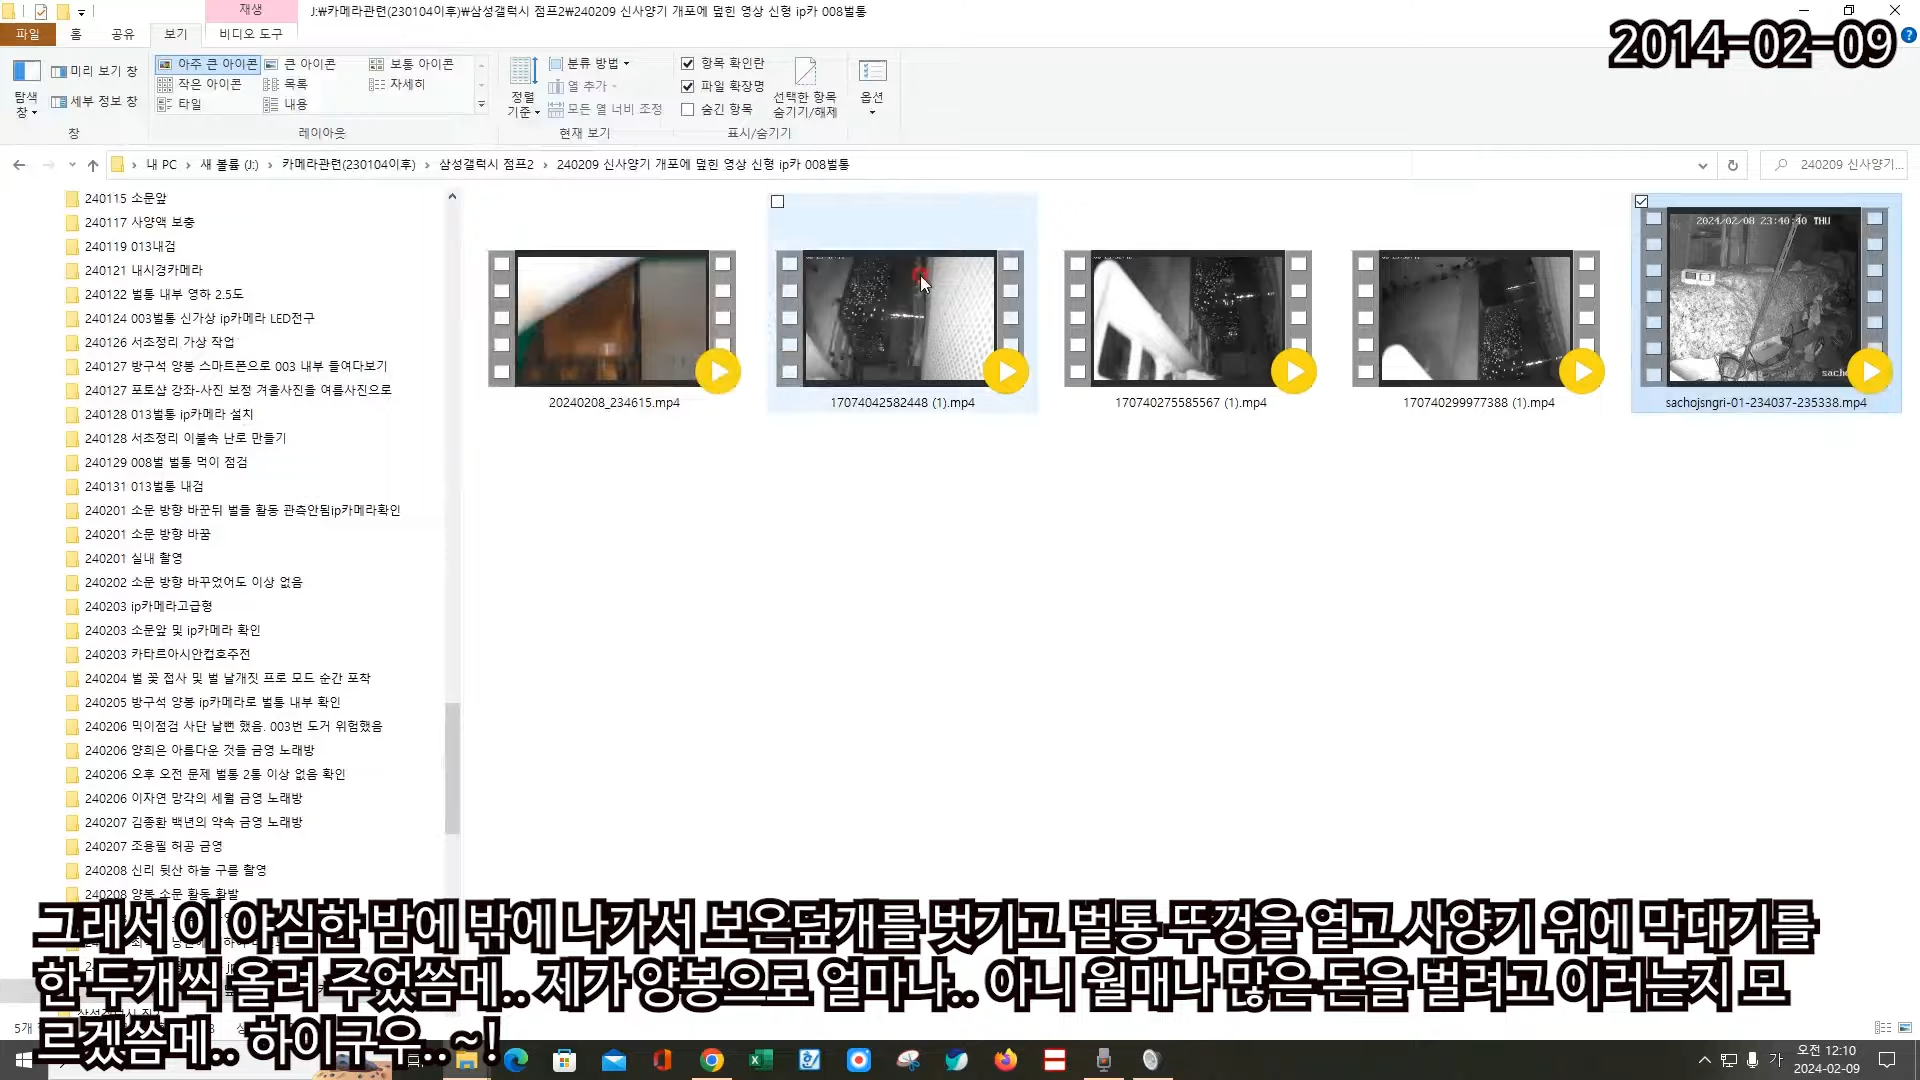 재생
J:₩카메라관련(230104이후)₩삼성갤럭시 점프2₩240209 신사양기 개포에 덮힌 영상 신형 ip카 008벌통
2014-02-09
파일
홈
공유
보기
비디오 도구
탐색 창
미리 보기 창
세부 정보 창
창
아주 큰 아이콘
큰 아이콘
보통 아이콘
작은 아이콘
목록
자세히
타일
내용
레이아웃
정렬 기준
분류 방법
열 추가
모든 열 너비 조정
현재 보기
항목 확인란
파일 확장명
숨긴 항목
선택한 항목 숨기기/해제
표시/숨기기
옵션
내 PC › 새 볼륨 (J:) › 카메라관련(230104이후) › 삼성갤럭시 점프2 › 240209 신사양기 개포에 덮힌 영상 신형 ip카 008벌통
240209 신사양기...
240115 소문앞
240117 사양액 보충
240119 013내검
240121 내시경카메라
240122 벌통 내부 영하 2.5도
240124 003벌통 신가상 ip카메라 LED전구
240126 서초정리 가상 작업
240127 방구석 양봉 스마트폰으로 003 내부 들여다보기
240127 포토샵 강좌-사진 보정 겨울사진을 여름사진으로
240128 013벌통 ip카메라 설치
240128 서초정리 이불속 난로 만들기
240129 008벌 벌통 먹이 점검
240131 013벌통 내검
240201 소문 방향 바꾼뒤 벌들 활동 관측안됨ip카메라확인
240201 소문 방향 바꿈
240201 실내 촬영
240202 소문 방향 바꾸었어도 이상 없음
240203 ip카메라고급형
240203 소문앞 및 ip카메라 확인
240203 카타르아시안컵호주전
240204 벌 꽃 접사 및 벌 날개짓 프로 모드 순간 포착
240205 방구석 양봉 ip카메라로 벌통 내부 확인
240206 믹이점검 사단 날뻔 했음. 003번 도거 위험했음
240206 양희은 아름다운 것들 금영 노래방
240206 오후 오전 문제 벌통 2통 이상 없음 확인
240206 이자연 망각의 세월 금영 노래방
240207 김종환 백년의 약속 금영 노래방
240207 조용필 허공 금영
240208 신리 뒷산 하늘 구름 촬영
240208 양봉 소문 활동 활발
2024/02/08 23:40:40 THU
20240208_234615.mp4
17074042582448 (1).mp4
170740275585567 (1).mp4
170740299977388 (1).mp4
sachojsngri-01-234037-235338.mp4
그래서 이 야심한 밤에 밖에 나가서 보온덮개를 벗기고 벌통 뚜껑을 열고 사양기 위에 막대기를
한 두개씩 올려 주었씀메.. 제가 양봉으로 얼마나.. 아니 월매나 많은 돈을 벌려고 이러는지 모
르겠씀메.. 하이구우..~!
5개
가
오전 12:10
2024-02-09